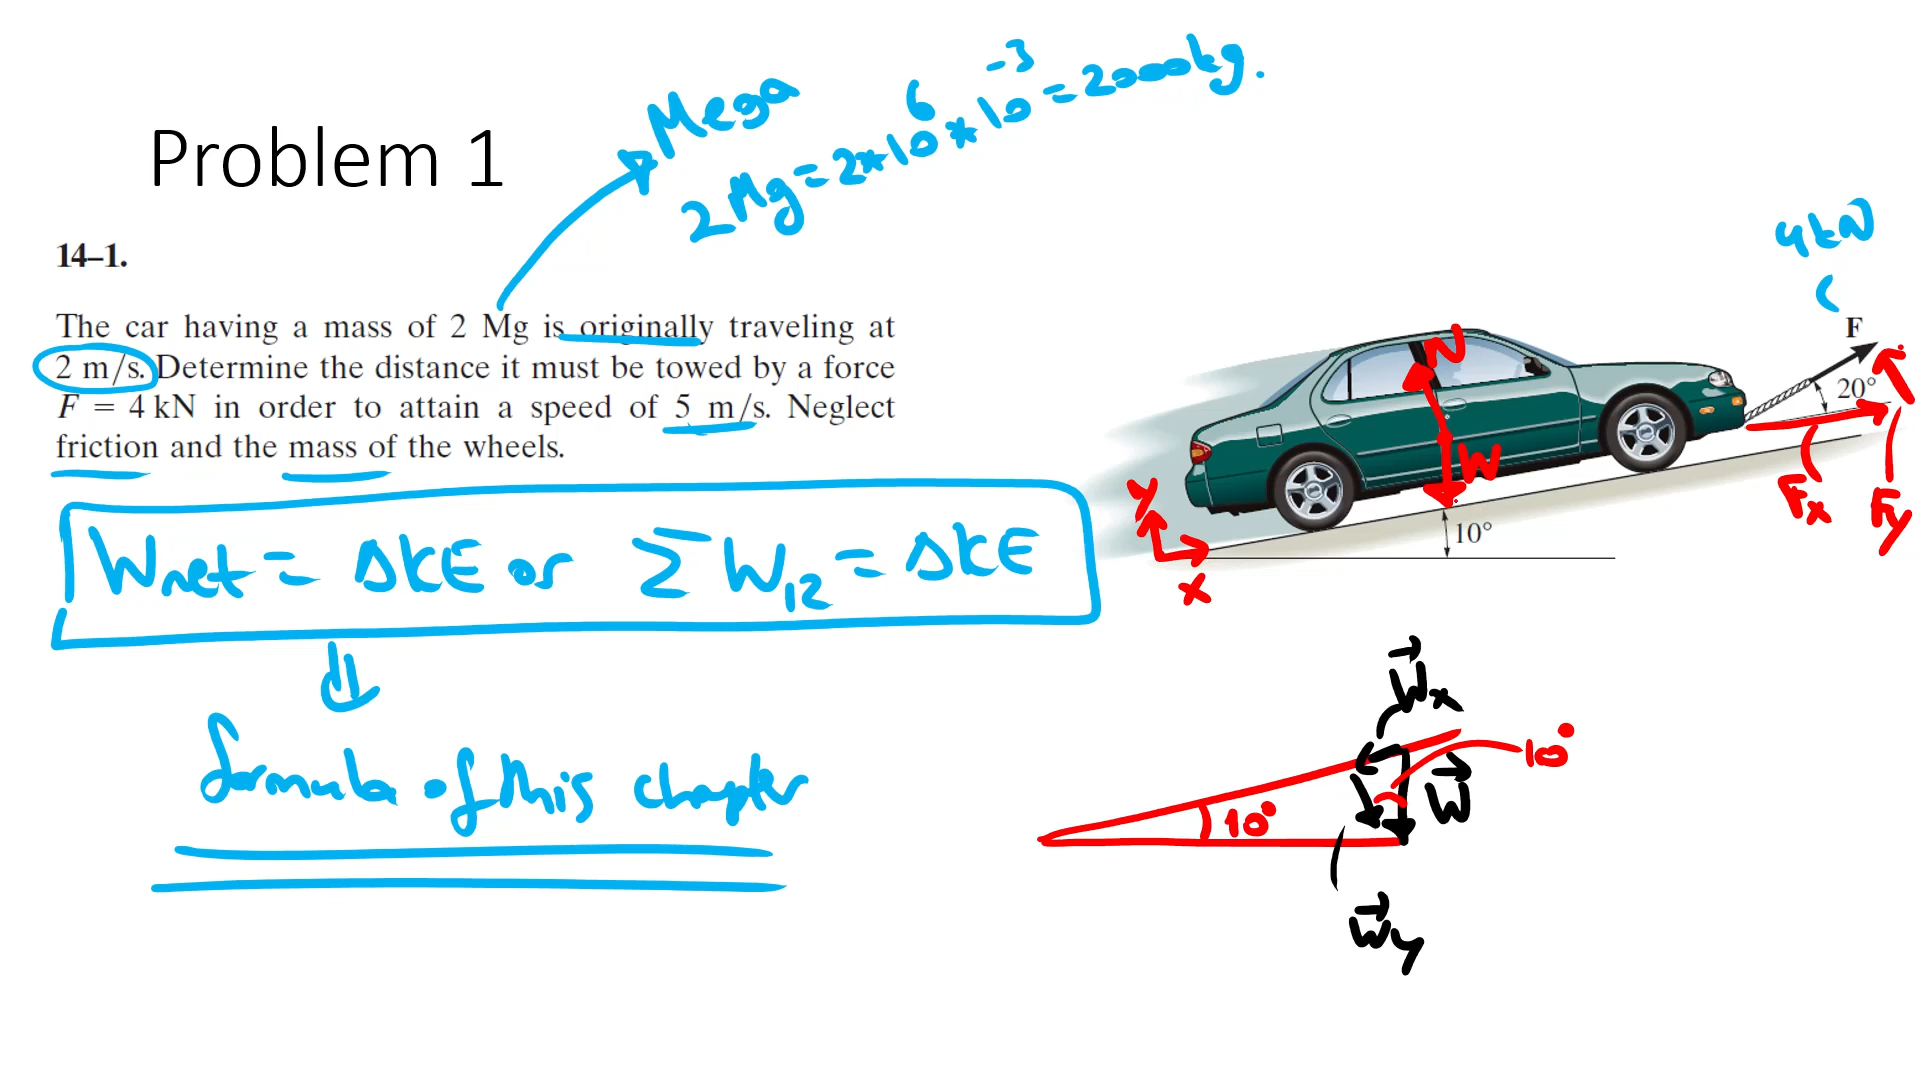 Problem 1
Mega
2 Mg = 2*10^6 * 10^-3 = 2000kg.
14–1.
The car having a mass of 2 Mg is originally traveling at
2 m/s. Determine the distance it must be towed by a force
F = 4 kN in order to attain a speed of 5 m/s. Neglect
friction and the mass of the wheels.
4kN
F
20°
N
W
Fx
Fy
10°
Y
X
Wnet = ΔKE or Σ W12 = ΔKE
formula of this chapter
Wx
10°
W
10°
Wy